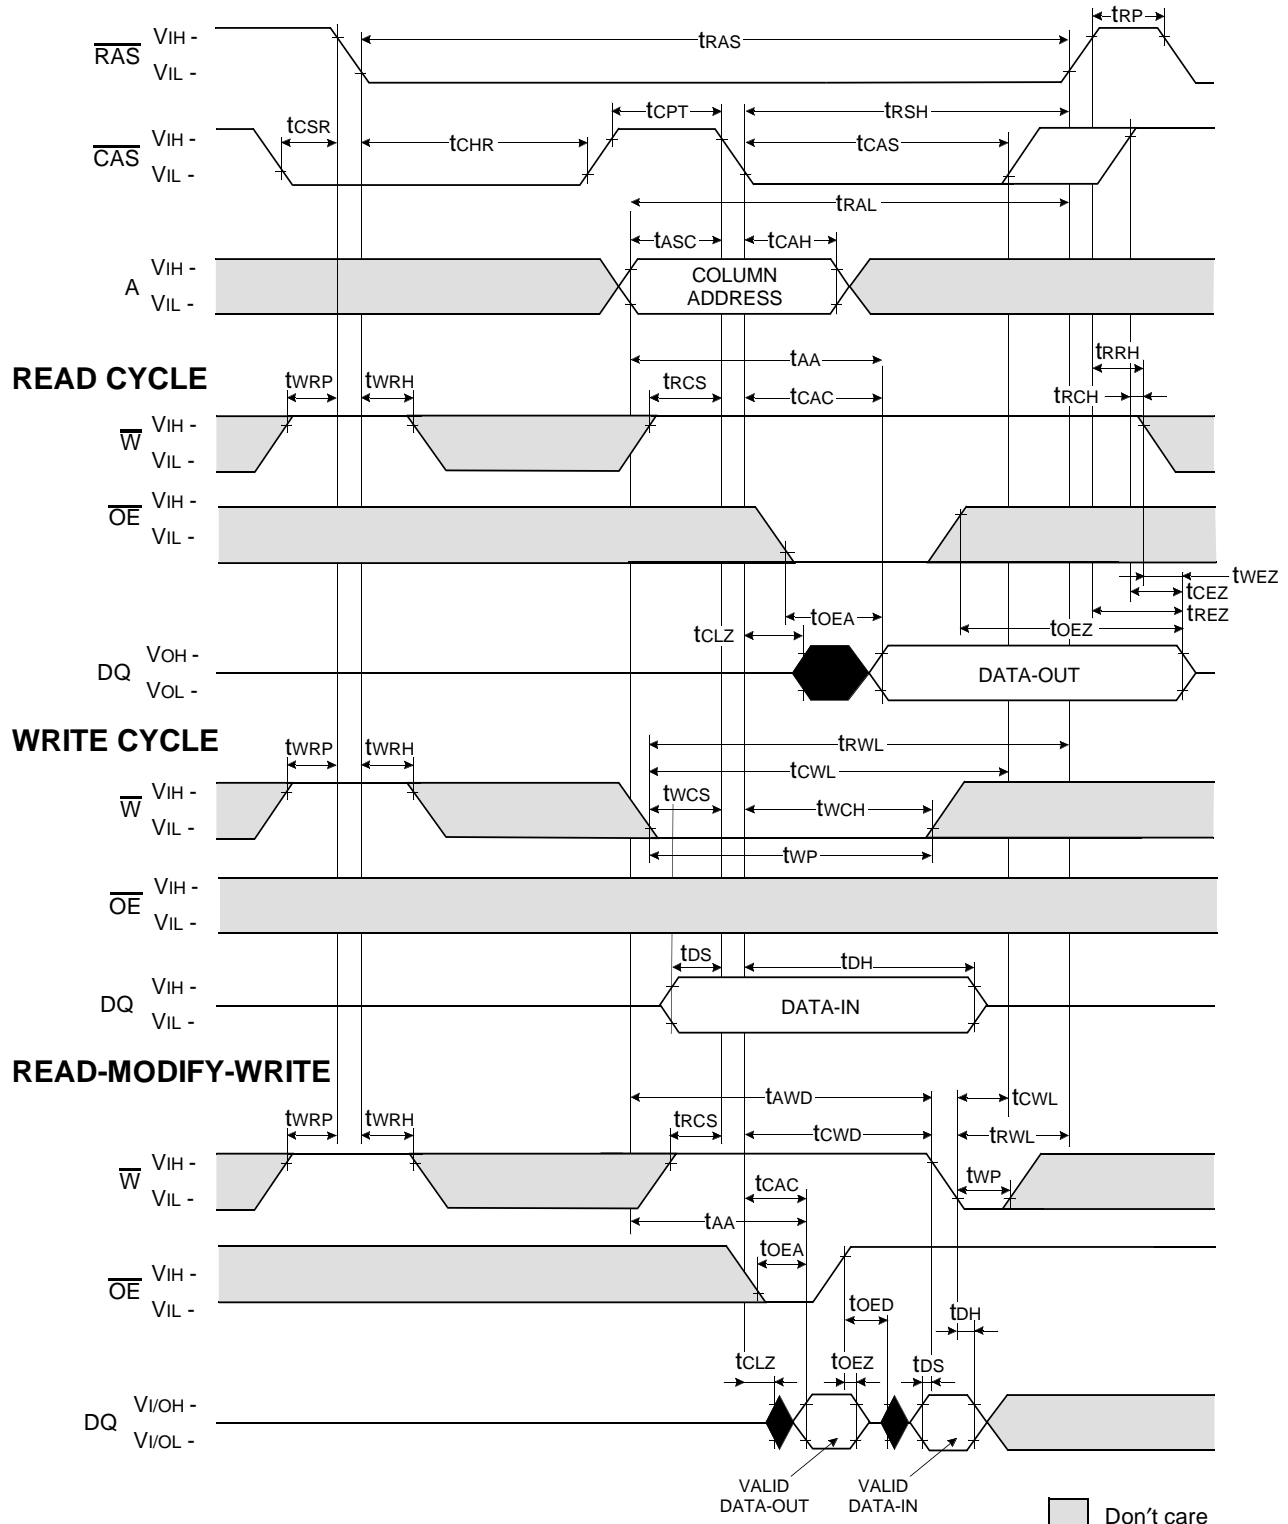 tRP
RAS VIH -
VIL -
tRAS
tCPT tRSH
tCSR
CAS VIH -
VIL -
tCHR tCAS
tRAL
tASC tCAH
A VIH -
VIL -
COLUMN
ADDRESS
tAA tRRH
READ CYCLE
tWRP tWRH tRCS tCAC tRCH
W VIH -
VIL -
OE VIH -
VIL -
tWEZ
tCEZ
tREZ
tOEA tOEZ
tCLZ
DQ VOH -
VOL -
DATA-OUT
WRITE CYCLE
tWRP tWRH tRWL
tCWL
W VIH -
VIL -
tWCS tWCH
tWP
OE VIH -
VIL -
tDS tDH
DQ VIH -
VIL -
DATA-IN
READ-MODIFY-WRITE
tAWD tCWL
tWRP tWRH tRCS tCWD tRWL
W VIH -
VIL -
tWP
tCAC
tAA
tOEA
OE VIH -
VIL -
tOED tDH
tCLZ tOEZ tDS
DQ VI/OH -
VI/OL -
VALID
DATA-OUT
VALID
DATA-IN
Don′t care